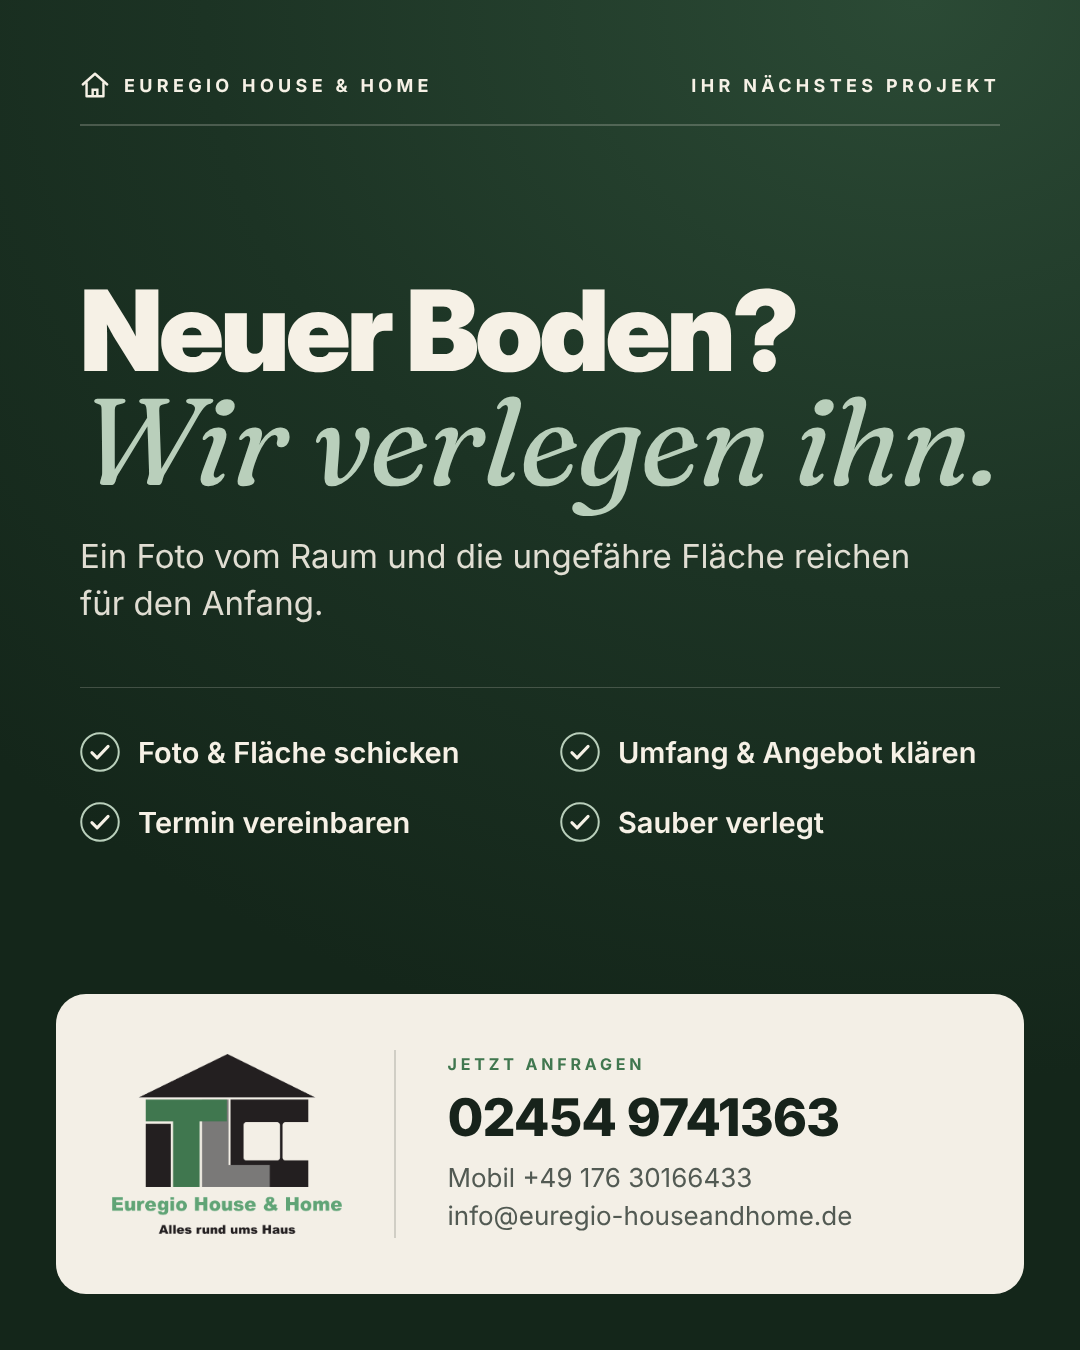 EUREGIO HOUSE & HOME
IHR NÄCHSTES PROJEKT
Neuer Boden?
Wir verlegen ihn.
Ein Foto vom Raum und die ungefähre Fläche reichen
für den Anfang.
Foto & Fläche schicken
Umfang & Angebot klären
Termin vereinbaren
Sauber verlegt
TLC
Euregio House & Home
Alles rund ums Haus
JETZT ANFRAGEN
02454 9741363
Mobil +49 176 30166433
info@euregio-houseandhome.de